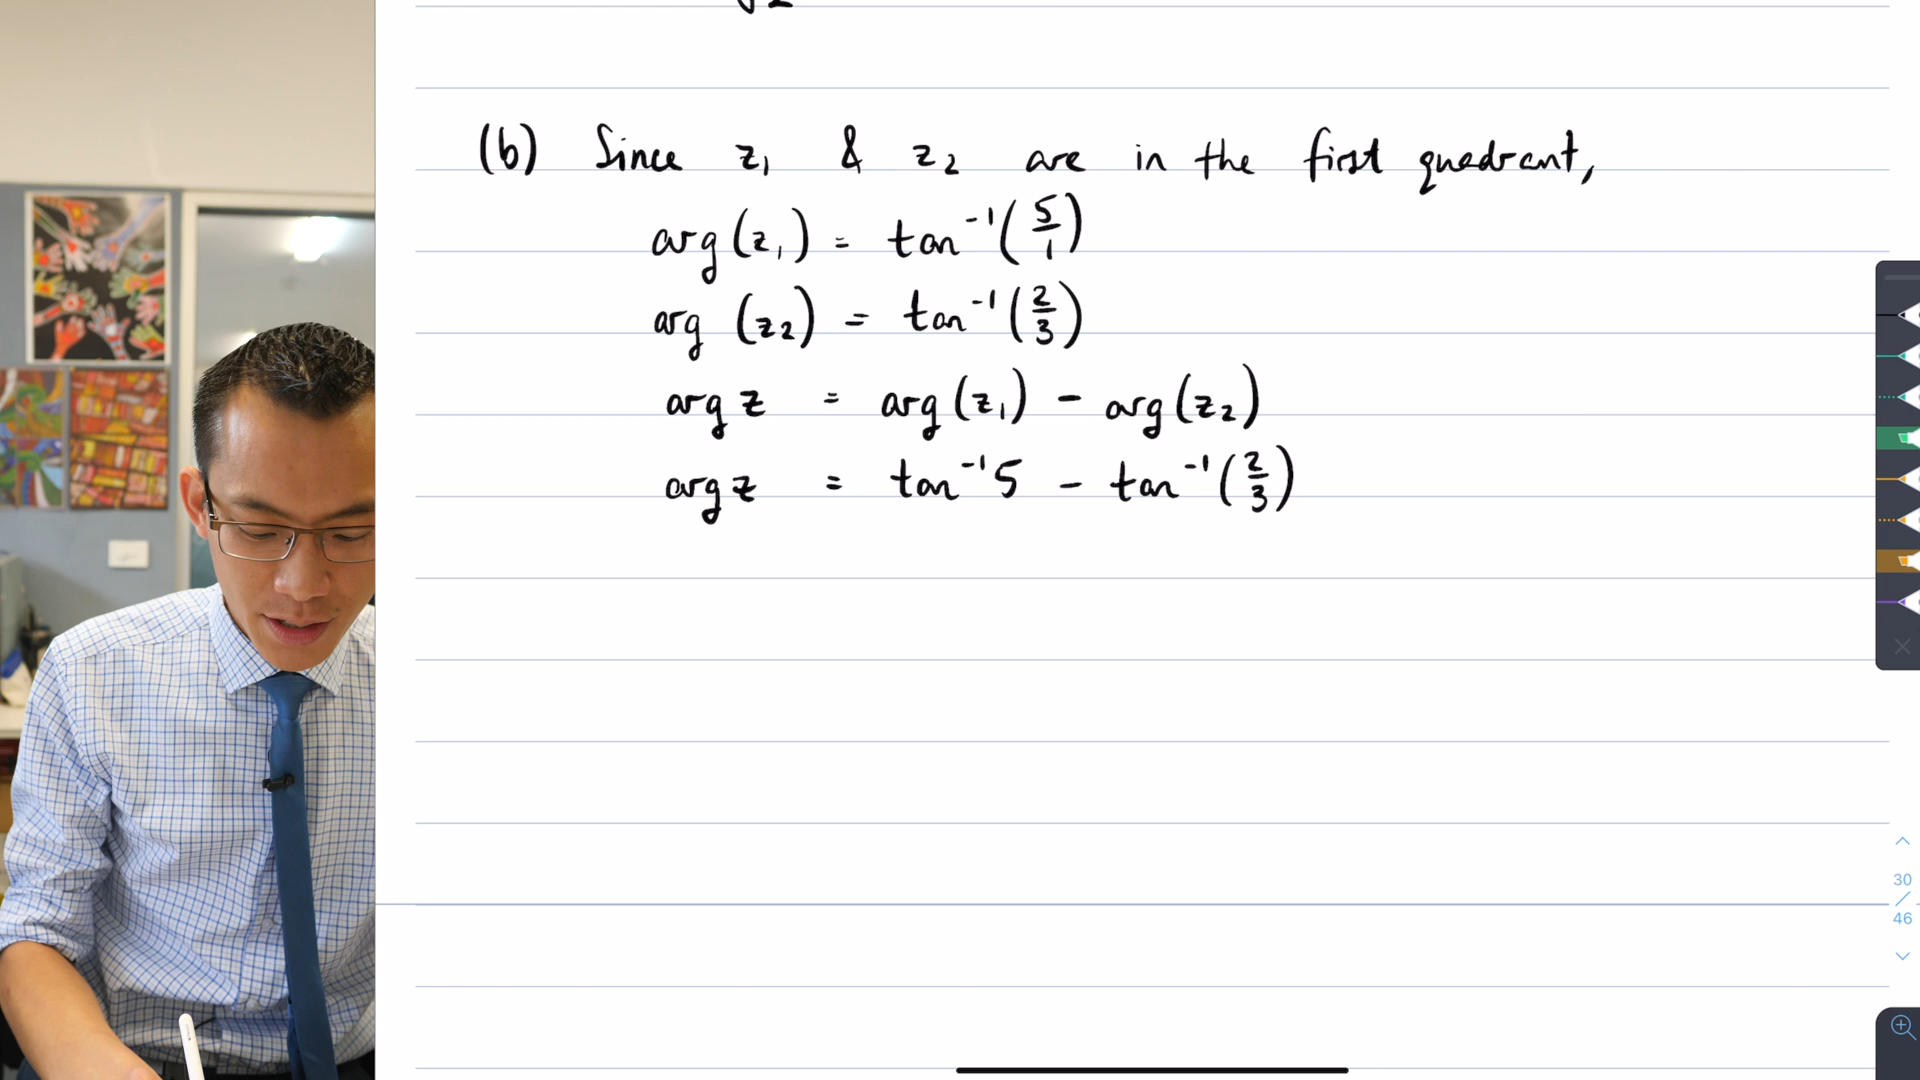 (b) Since z₁ & z₂ are in the first quadrant,
arg(z₁) = tan⁻¹(5/1)
arg (z₂) = tan⁻¹(2/3)
arg z = arg(z₁) - arg(z₂)
arg z = tan⁻¹5 - tan⁻¹(2/3)
30
/
46